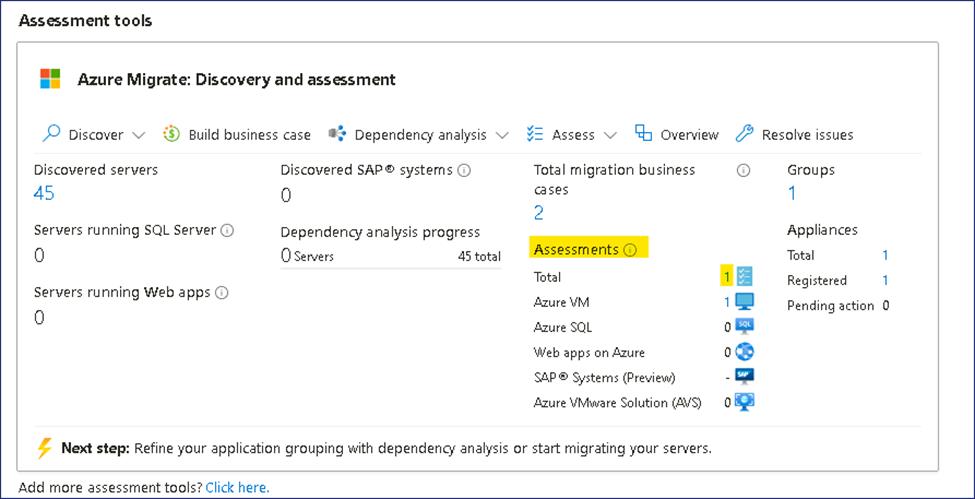 Assessment tools
Azure Migrate: Discovery and assessment
Discover
Build business case
Dependency analysis
Assess
Overview
Resolve issues
Discovered servers
45
Servers running SQL Server
0
Servers running Web apps
0
Discovered SAP® systems
0
Dependency analysis progress
0 Servers 45 total
Total migration business
cases
2
Assessments
Total 1
Azure VM 1
Azure SQL 0 SQL
Web apps on Azure 0
SAP® Systems (Preview) - SAP
Azure VMware Solution (AVS) 0
Groups
1
Appliances
Total 1
Registered 1
Pending action 0
Next step: Refine your application grouping with dependency analysis or start migrating your servers.
Add more assessment tools? Click here.